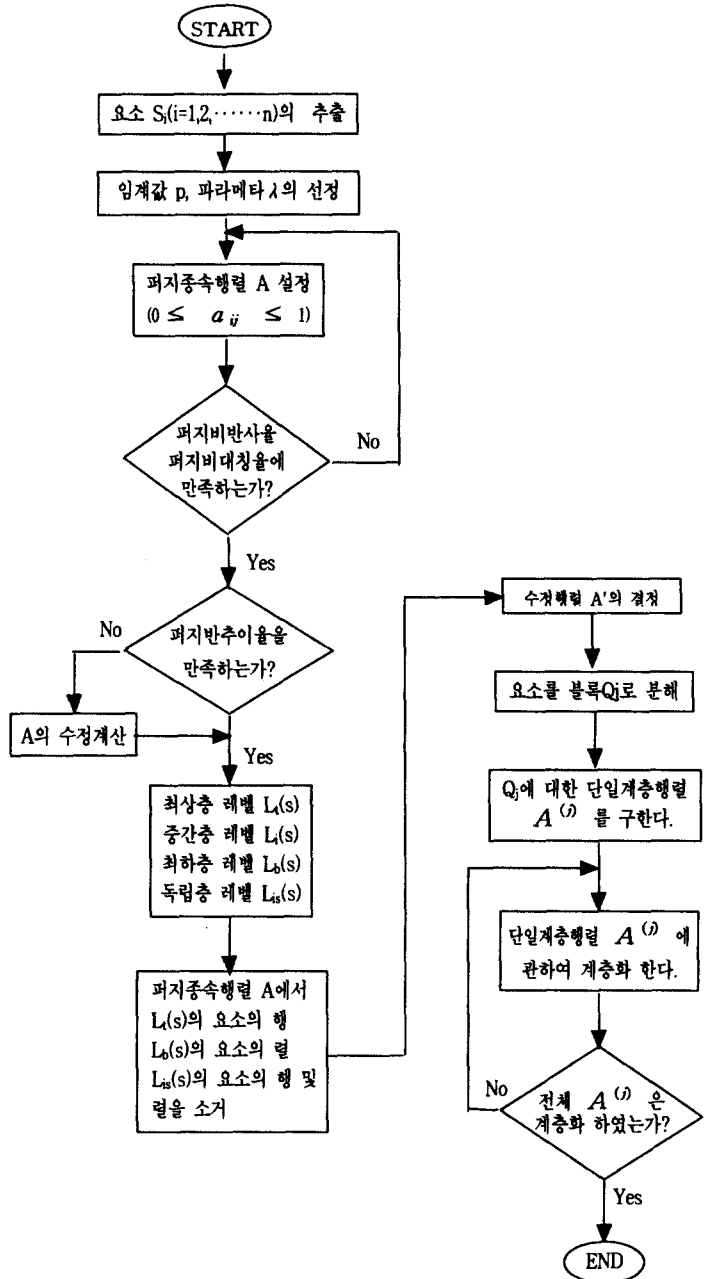 START
요소 Si(i=1,2,······n)의 추출
임계값 p, 파라메타 λ의 선정
퍼지종속행렬 A 설정
(0 ≤ a ij ≤ 1)
퍼지비반사율
퍼지비대칭율에
만족하는가?
No
Yes
퍼지반추이율을
만족하는가?
No
A의 수정계산
Yes
최상층 레벨 Lt(s)
중간층 레벨 Li(s)
최하층 레벨 Lb(s)
독립층 레벨 Lis(s)
퍼지종속행렬 A에서
Lt(s)의 요소의 행
Lb(s)의 요소의 렬
Lis(s)의 요소의 행 및
렬을 소거
수정행렬 A'의 결정
요소를 블록Qj로 분해
Qj에 대한 단일계층행렬
A (j) 를 구한다.
단일계층행렬 A (j) 에
관하여 계층화 한다.
No
전체 A (j) 은
계층화 하였는가?
Yes
END